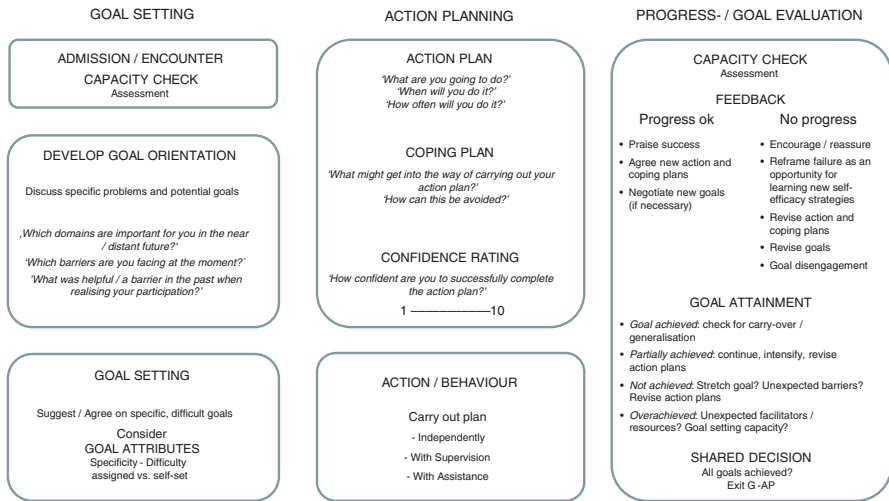 GOAL SETTING
ADMISSION / ENCOUNTER
CAPACITY CHECK
Assessment
DEVELOP GOAL ORIENTATION
Discuss specific problems and potential goals
‚Which domains are important for you in the near
/ distant future?‘
‘Which barriers are you facing at the moment?`
’What was helpful / a barrier in the past when
realising your participation?’
GOAL SETTING
Suggest / Agree on specific, difficult goals
Consider
GOAL ATTRIBUTES
Specificity - Difficulty
assigned vs. self-set
ACTION PLANNING
ACTION PLAN
‘What are you going to do?’
‘When will you do it?’
‘How often will you do it?’
COPING PLAN
‘What might get into the way of carrying out your
action plan?’
‘How can this be avoided?’
CONFIDENCE RATING
‘How confident are you to successfully complete
the action plan?’
1 ––––––––––––10
ACTION / BEHAVIOUR
Carry out plan
- Independently
- With Supervision
- With Assistance
PROGRESS- / GOAL EVALUATION
CAPACITY CHECK
Assessment
FEEDBACK
Progress ok
• Praise success
• Agree new action and
coping plans
• Negotiate new goals
(if necessary)
No progress
• Encourage / reassure
• Reframe failure as an
opportunity for
learning new self-
efficacy strategies
• Revise action and
coping plans
• Revise goals
• Goal disengagement
GOAL ATTAINMENT
• Goal achieved: check for carry-over /
generalisation
• Partially achieved: continue, intensify, revise
action plans
• Not achieved: Stretch goal? Unexpected barriers?
Revise action plans
• Overachieved: Unexpected facilitators /
resources? Goal setting capacity?
SHARED DECISION
All goals achieved?
Exit G -AP